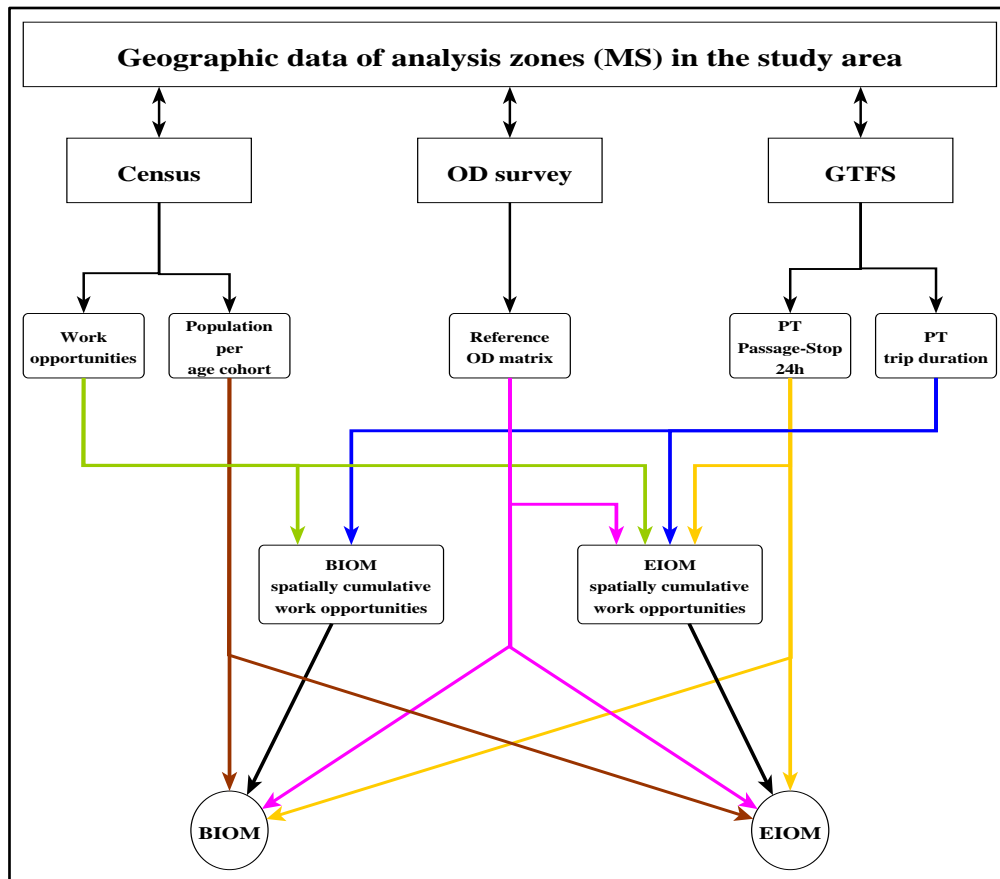 Geographic data of analysis zones (MS) in the study area
Census
OD survey
GTFS
Work
opportunities
Population
per
age cohort
Reference
OD matrix
PT
Passage-Stop
24h
PT
trip duration
BIOM
spatially cumulative
work opportunities
EIOM
spatially cumulative
work opportunities
BIOM
EIOM